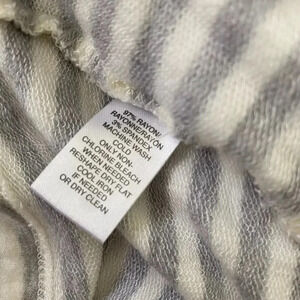 97% RAYON/
RAYONNE/RAYON
3% SPANDEX
MACHINE WASH
COLD
ONLY NON-
CHLORINE BLEACH
WHEN NEEDED
RESHAPE DRY FLAT
COOL IRON
IF NEEDED
OR DRY CLEAN